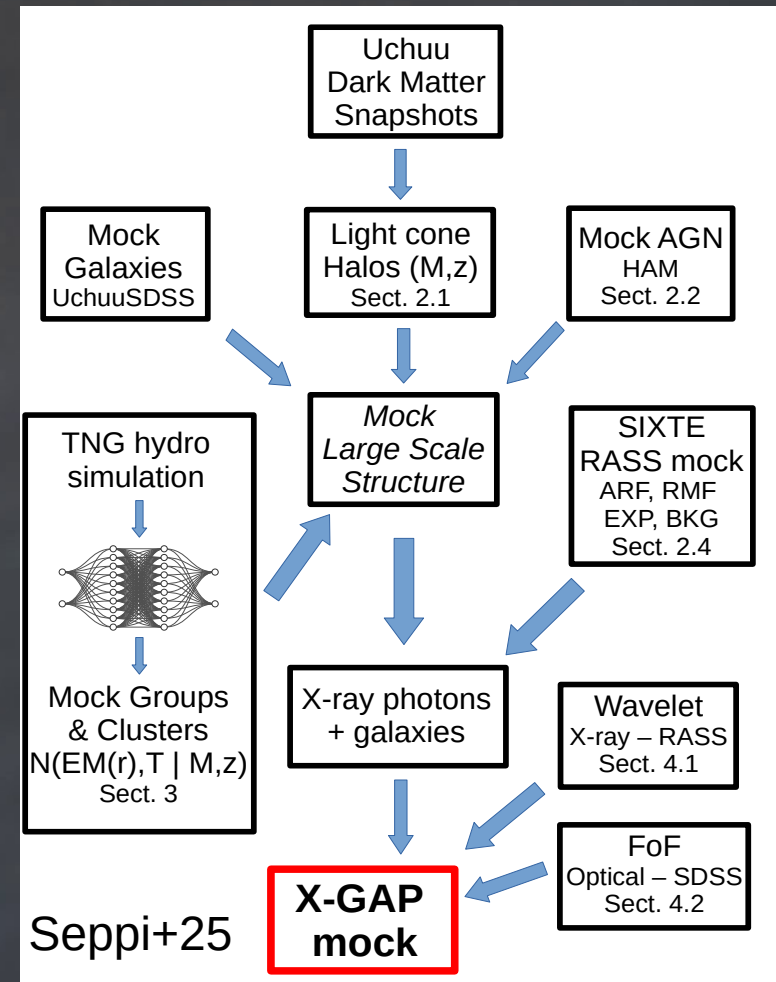 Uchuu
Dark Matter
Snapshots
Mock
Galaxies
UchuuSDSS
Light cone
Halos (M,z)
Sect. 2.1
Mock AGN
HAM
Sect. 2.2
TNG hydro
simulation
Mock Groups
& Clusters
N(EM(r),T | M,z)
Sect. 3
Mock
Large Scale
Structure
SIXTE
RASS mock
ARF, RMF
EXP, BKG
Sect. 2.4
X-ray photons
+ galaxies
Wavelet
X-ray – RASS
Sect. 4.1
FoF
Optical – SDSS
Sect. 4.2
X-GAP
mock
Seppi+25